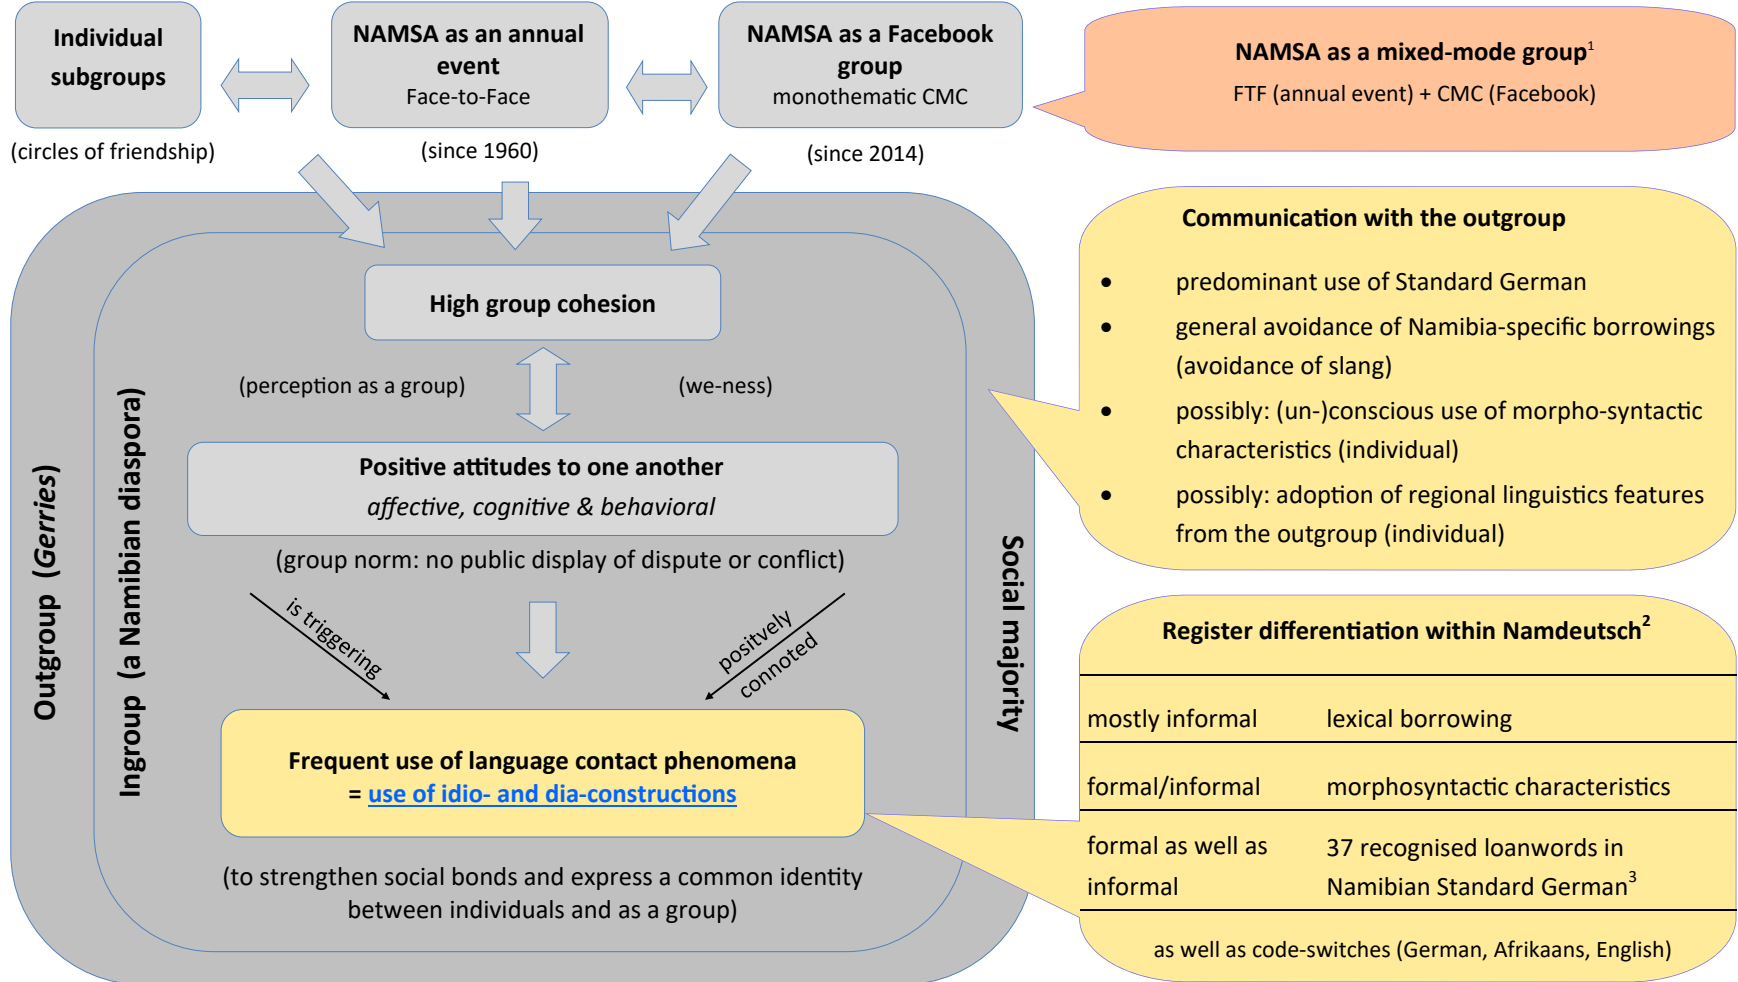 Individual
subgroups
(circles of friendship)
NAMSA as an annual
event
Face-to-Face
(since 1960)
NAMSA as a Facebook
group
monothematic CMC
(since 2014)
NAMSA as a mixed-mode group¹
FTF (annual event) + CMC (Facebook)
Outgroup (Gerries)
Ingroup (a Namibian diaspora)
Social majority
High group cohesion
(perception as a group)
(we-ness)
Positive attitudes to one another
affective, cognitive & behavioral
(group norm: no public display of dispute or conflict)
is triggering
positvely
connoted
Frequent use of language contact phenomena
= use of idio- and dia-constructions
(to strengthen social bonds and express a common identity
between individuals and as a group)
Communication with the outgroup
• predominant use of Standard German
• general avoidance of Namibia-specific borrowings
(avoidance of slang)
• possibly: (un-)conscious use of morpho-syntactic
characteristics (individual)
• possibly: adoption of regional linguistics features
from the outgroup (individual)
Register differentiation within Namdeutsch²
mostly informal lexical borrowing
formal/informal morphosyntactic characteristics
formal as well as 37 recognised loanwords in
informal Namibian Standard German³
as well as code-switches (German, Afrikaans, English)